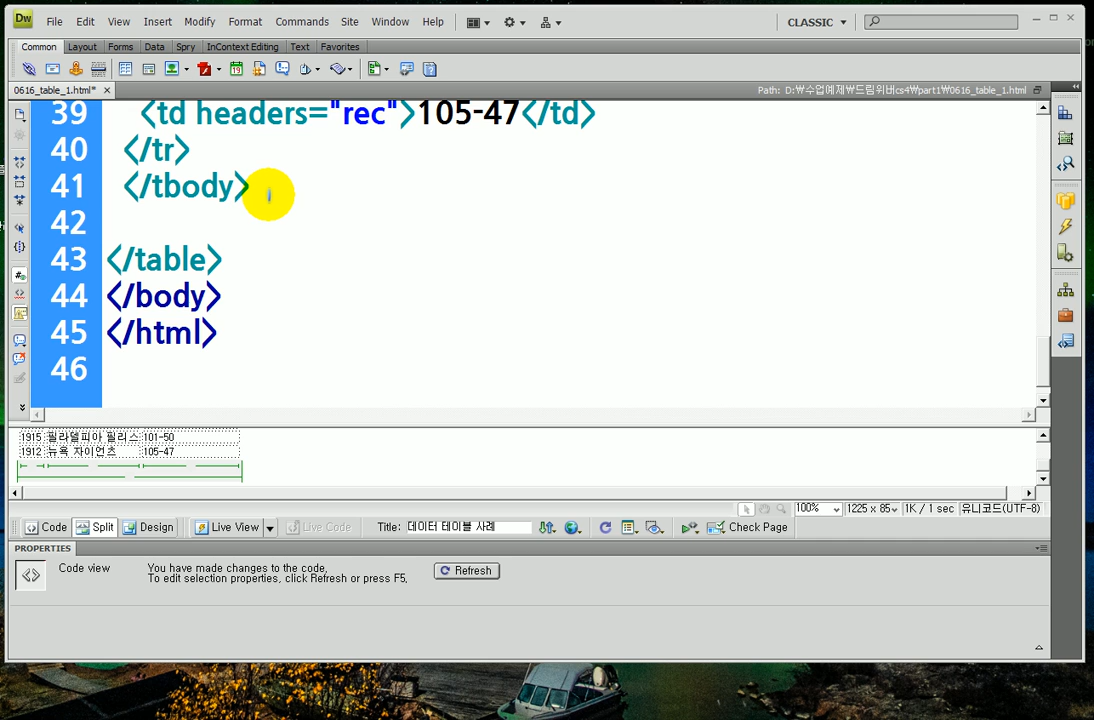 Dw File Edit View Insert Modify Format Commands Site Window Help CLASSIC
Common Layout Forms Data Spry InContext Editing Text Favorites
0616_table_1.html* Path: D:\수업예제\드림위버cs4\part1\0616_table_1.html
39 <td headers="rec">105-47</td>
40 </tr>
41 </tbody>
42
43 </table>
44 </body>
45 </html>
46
1915 필라델피아 필리스 101-50
1912 뉴욕 자이언츠 105-47
100% 1225 x 85 1K / 1 sec 유니코드(UTF-8)
Code Split Design Live View Live Code Title: 데이터 테이블 사례 Check Page
PROPERTIES
Code view You have made changes to the code. Refresh
To edit selection properties, click Refresh or press F5.